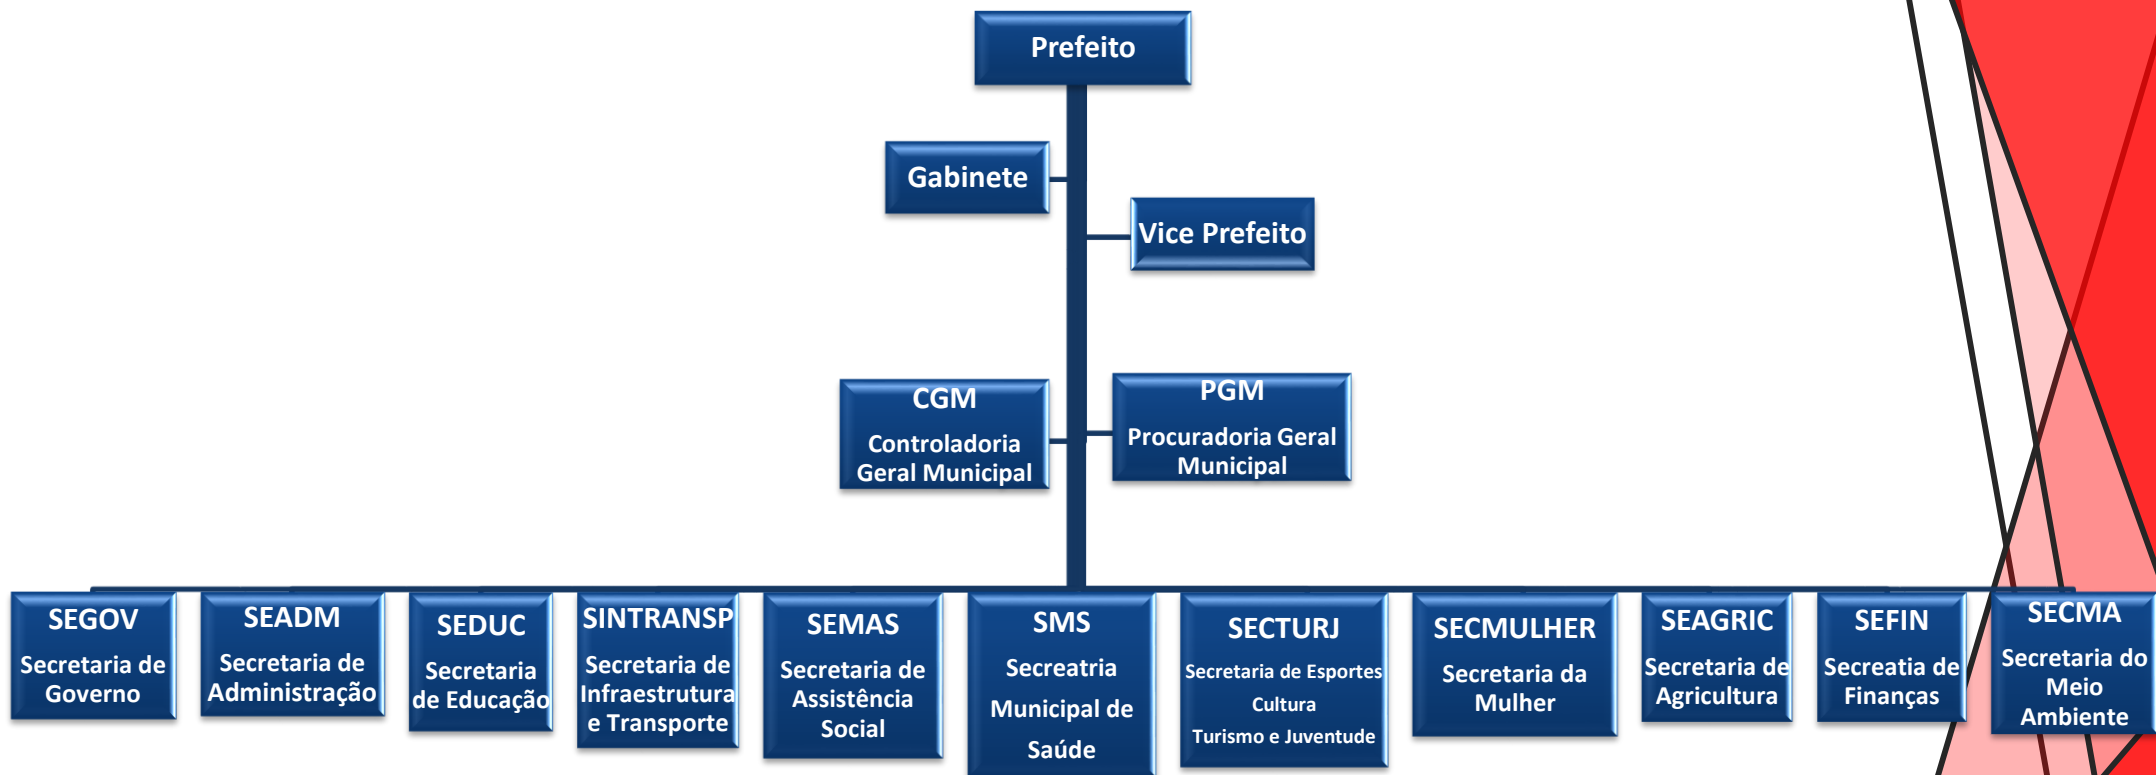 Prefeito
Gabinete
Vice Prefeito
CGM
Controladoria
Geral Municipal
PGM
Procuradoria Geral
Municipal
SEGOV
Secretaria de
Governo
SEADM
Secretaria de
Administração
SEDUC
Secretaria
de Educação
SINTRANSP
Secretaria de
Infraestrutura
e Transporte
SEMAS
Secretaria de
Assistência
Social
SMS
Secreatria
Municipal de
Saúde
SECTURJ
Secretaria de Esportes
Cultura
Turismo e Juventude
SECMULHER
Secretaria da
Mulher
SEAGRIC
Secretaria de
Agricultura
SEFIN
Secreatia de
Finanças
SECMA
Secretaria do
Meio
Ambiente